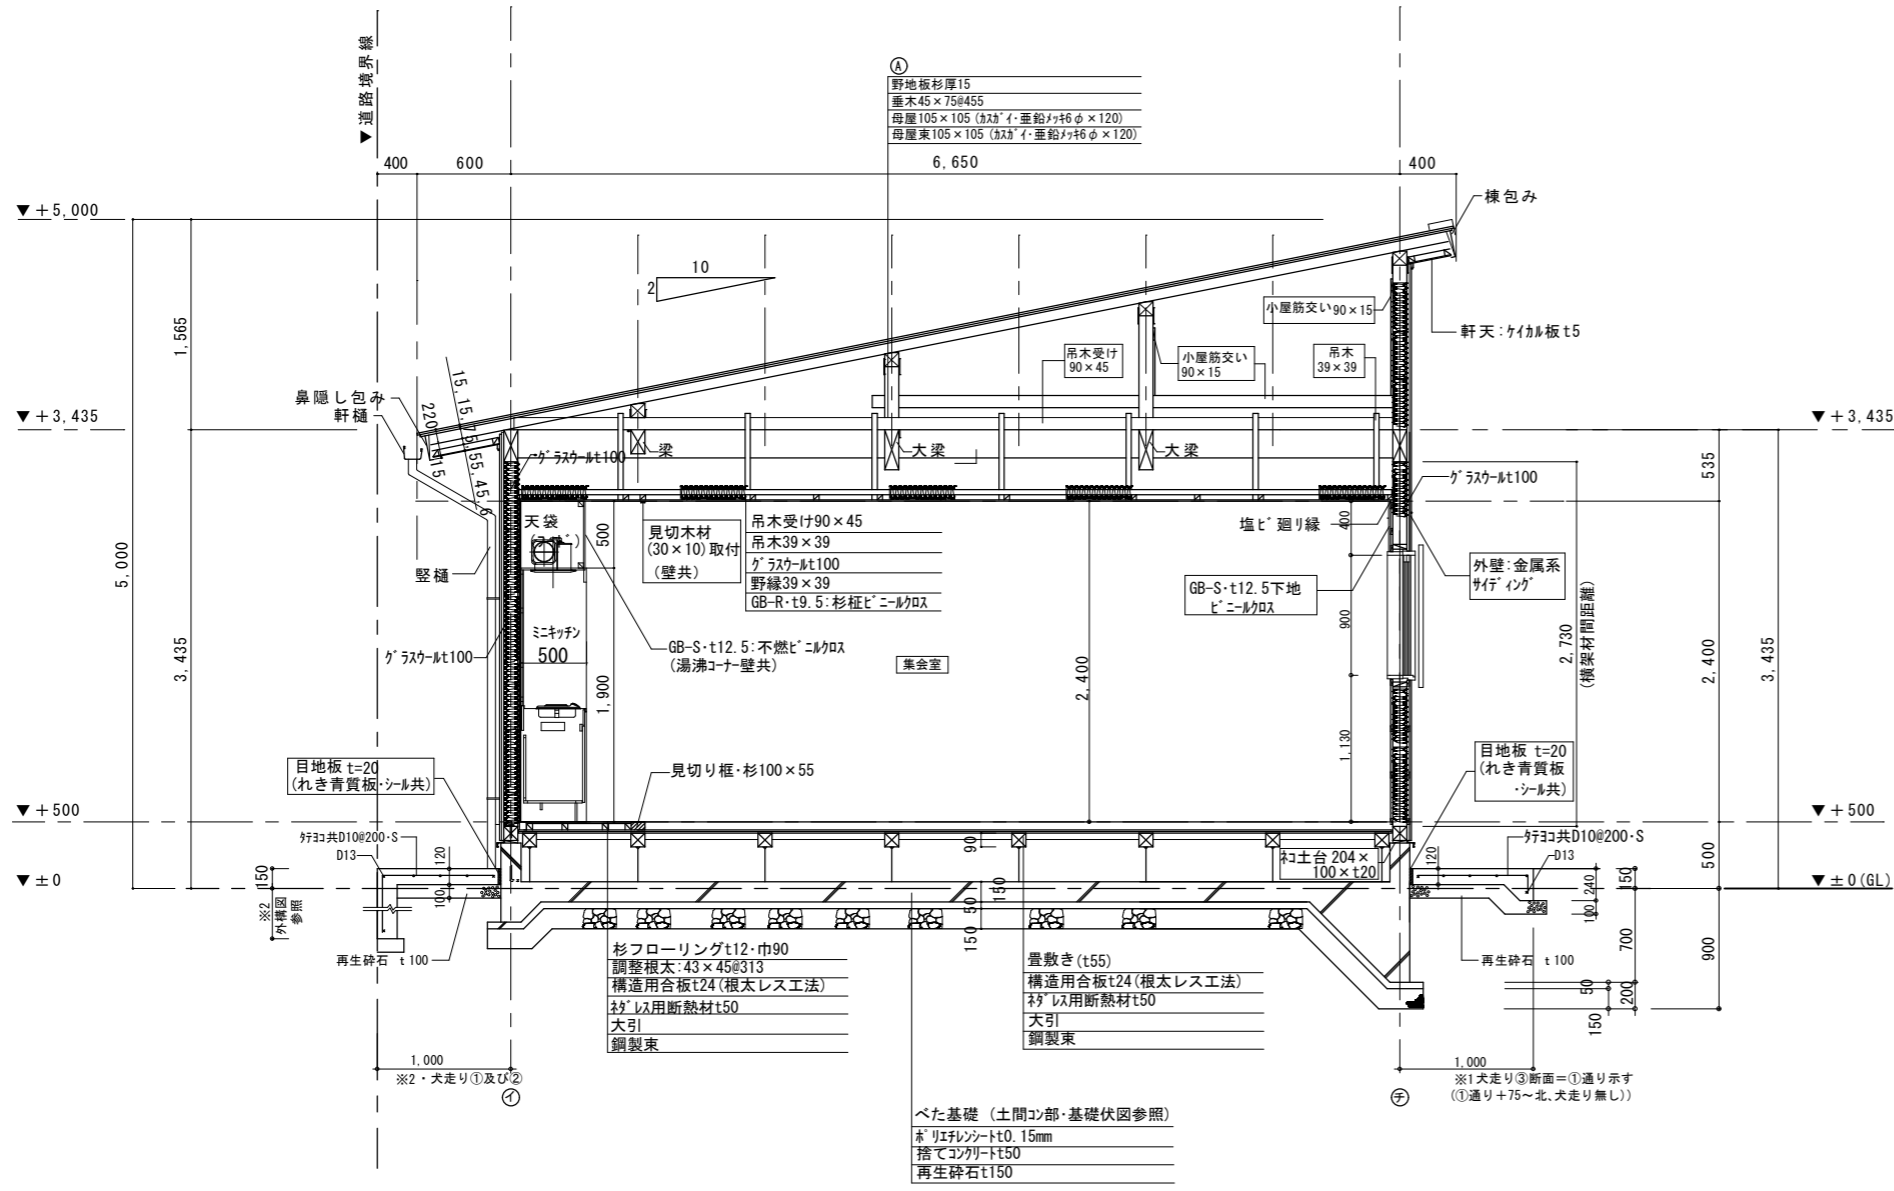 ▼道路境界線
Ⓐ
野地板杉厚15
垂木45×75@455
母屋105×105 (ｶｽｶﾞｲ･亜鉛ﾒｯｷ6φ×120)
母屋束105×105 (ｶｽｶﾞｲ･亜鉛ﾒｯｷ6φ×120)
400
600
6,650
400
▼+5,000
棟包み
10
2
小屋筋交い90×15
軒天:ｹｲｶﾙ板t5
1,565
吊木受け
90×45
小屋筋交い
90×15
吊木
39×39
鼻隠し包み
軒樋
15,15,75,55,45,6
220
15
▼+3,435
▼+3,435
梁
大梁
大梁
ｸﾞﾗｽｳｰﾙt100
ｸﾞﾗｽｳｰﾙt100
535
天袋
500
見切木材
(30×10)取付
(壁共)
吊木受け90×45
吊木39×39
ｸﾞﾗｽｳｰﾙt100
野縁39×39
GB-R･t9.5:杉柾ﾋﾞﾆｰﾙｸﾛｽ
塩ﾋﾞ廻り縁
400
外壁:金属系
ｻｲﾃﾞｨﾝｸﾞ
竪樋
5,000
GB-S･t12.5下地
ﾋﾞﾆｰﾙｸﾛｽ
900
ﾐﾆｷｯﾁﾝ
500
GB-S･t12.5:不燃ﾋﾞﾆﾙｸﾛｽ
(湯沸ｺｰﾅｰ壁共)
集会室
ｸﾞﾗｽｳｰﾙt100
3,435
1,900
2,400
2,730
(横架材間距離)
2,400
3,435
1,130
目地板 t=20
(れき青質板･ｼｰﾙ共)
見切り框･杉100×55
目地板 t=20
(れき青質板
･ｼｰﾙ共)
▼+500
▼+500
ﾀﾃﾖｺ共D10@200･S
D13
120
90
ﾈｺ土台 204×
100×t20
120
ﾀﾃﾖｺ共D10@200･S
D13
500
150
▼±0
100
150
50
150
150
240
100
▼±0(GL)
※2
外構図
参照
再生砕石 t100
再生砕石 t100
700
900
50
200
150
杉フローリングt12･巾90
調整根太:43×45@313
構造用合板t24(根太レス工法)
ﾈﾀﾞﾚｽ用断熱材t50
大引
鋼製束
畳敷き(t55)
構造用合板t24(根太レス工法)
ﾈﾀﾞﾚｽ用断熱材t50
大引
鋼製束
1,000
※2・犬走り①及び②
㋑
1,000
※1犬走り③断面=①通り示す
(①通り+75～北､犬走り無し))
㋠
べた基礎 (土間ｺﾝ部･基礎伏図参照)
ﾎﾟﾘｴﾁﾚﾝｼｰﾄt0.15mm
捨てｺﾝｸﾘｰﾄt50
再生砕石t150